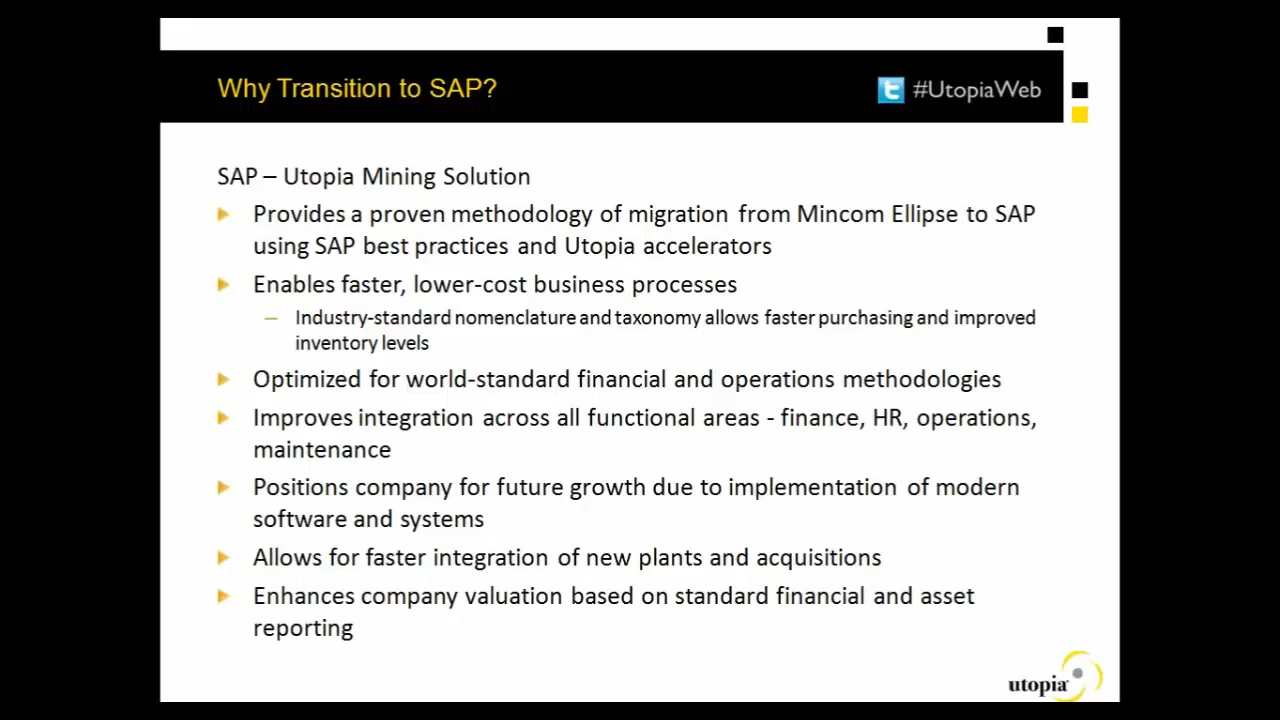 Why Transition to SAP?
#UtopiaWeb
SAP – Utopia Mining Solution
Provides a proven methodology of migration from Mincom Ellipse to SAP
using SAP best practices and Utopia accelerators
Enables faster, lower-cost business processes
– Industry-standard nomenclature and taxonomy allows faster purchasing and improved
inventory levels
Optimized for world-standard financial and operations methodologies
Improves integration across all functional areas - finance, HR, operations,
maintenance
Positions company for future growth due to implementation of modern
software and systems
Allows for faster integration of new plants and acquisitions
Enhances company valuation based on standard financial and asset
reporting
utopia